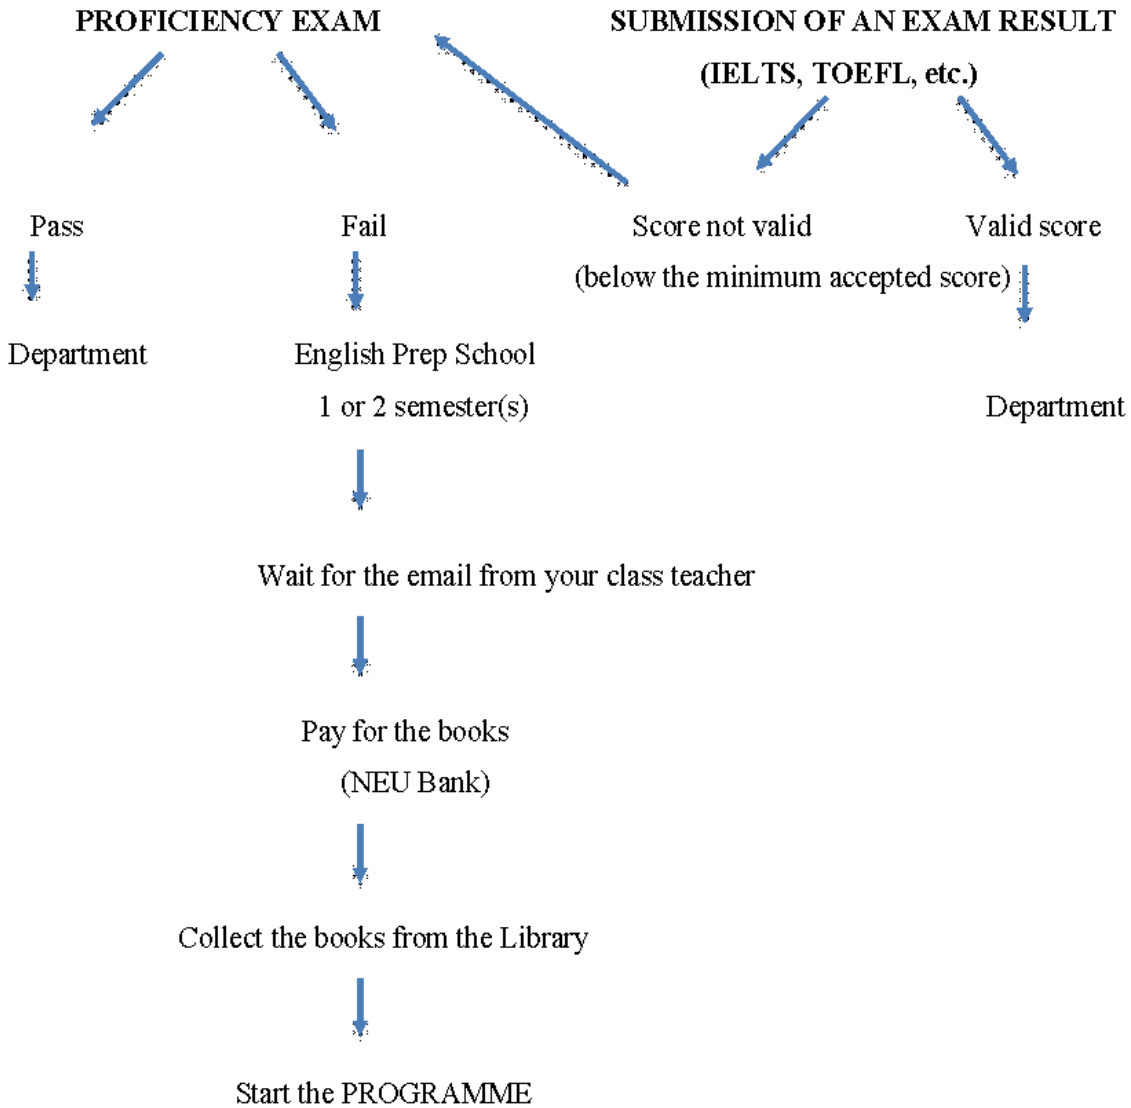 PROFICIENCY EXAM
SUBMISSION OF AN EXAM RESULT
(IELTS, TOEFL, etc.)
Pass
Fail
Score not valid
Valid score
(below the minimum accepted score)
Department
English Prep School
1 or 2 semester(s)
Department
Wait for the email from your class teacher
Pay for the books
(NEU Bank)
Collect the books from the Library
Start the PROGRAMME